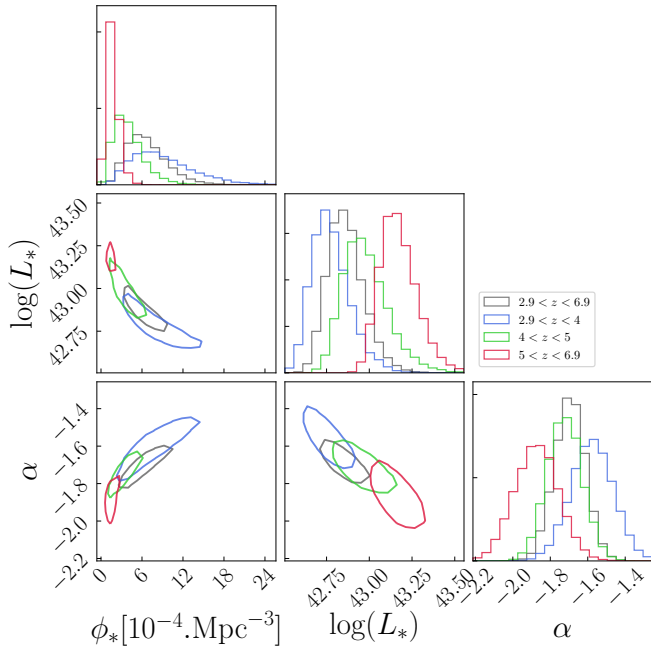 43.50
43.25
43.00
42.75
log(L_*)
2.9 < z < 6.9
2.9 < z < 4
4 < z < 5
5 < z < 6.9
−1.4
−1.6
−1.8
−2.0
−2.2
α
0 6 12 18 24
42.75 43.00 43.25 43.50
−2.2 −2.0 −1.8 −1.6 −1.4
ϕ_*[10^{−4}.Mpc^{−3}]
log(L_*)
α